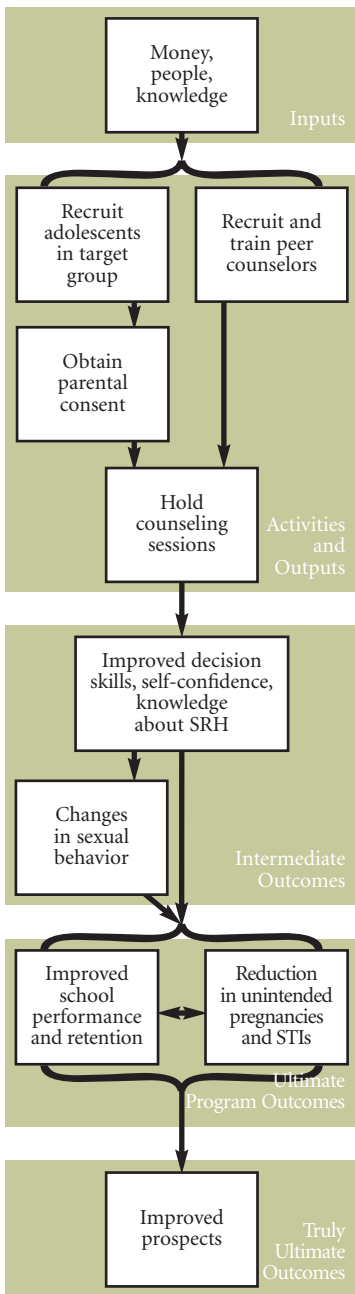 Money,
people,
knowledge
Inputs
Recruit
adolescents
in target
group
Recruit and
train peer
counselors
Obtain
parental
consent
Hold
counseling
sessions
Activities
and
Outputs
Improved decision
skills, self-confidence,
knowledge
about SRH
Changes
in sexual
behavior
Intermediate
Outcomes
Improved
school
performance
and retention
Reduction
in unintended
pregnancies
and STIs
Ultimate
Program Outcomes
Improved
prospects
Truly
Ultimate
Outcomes